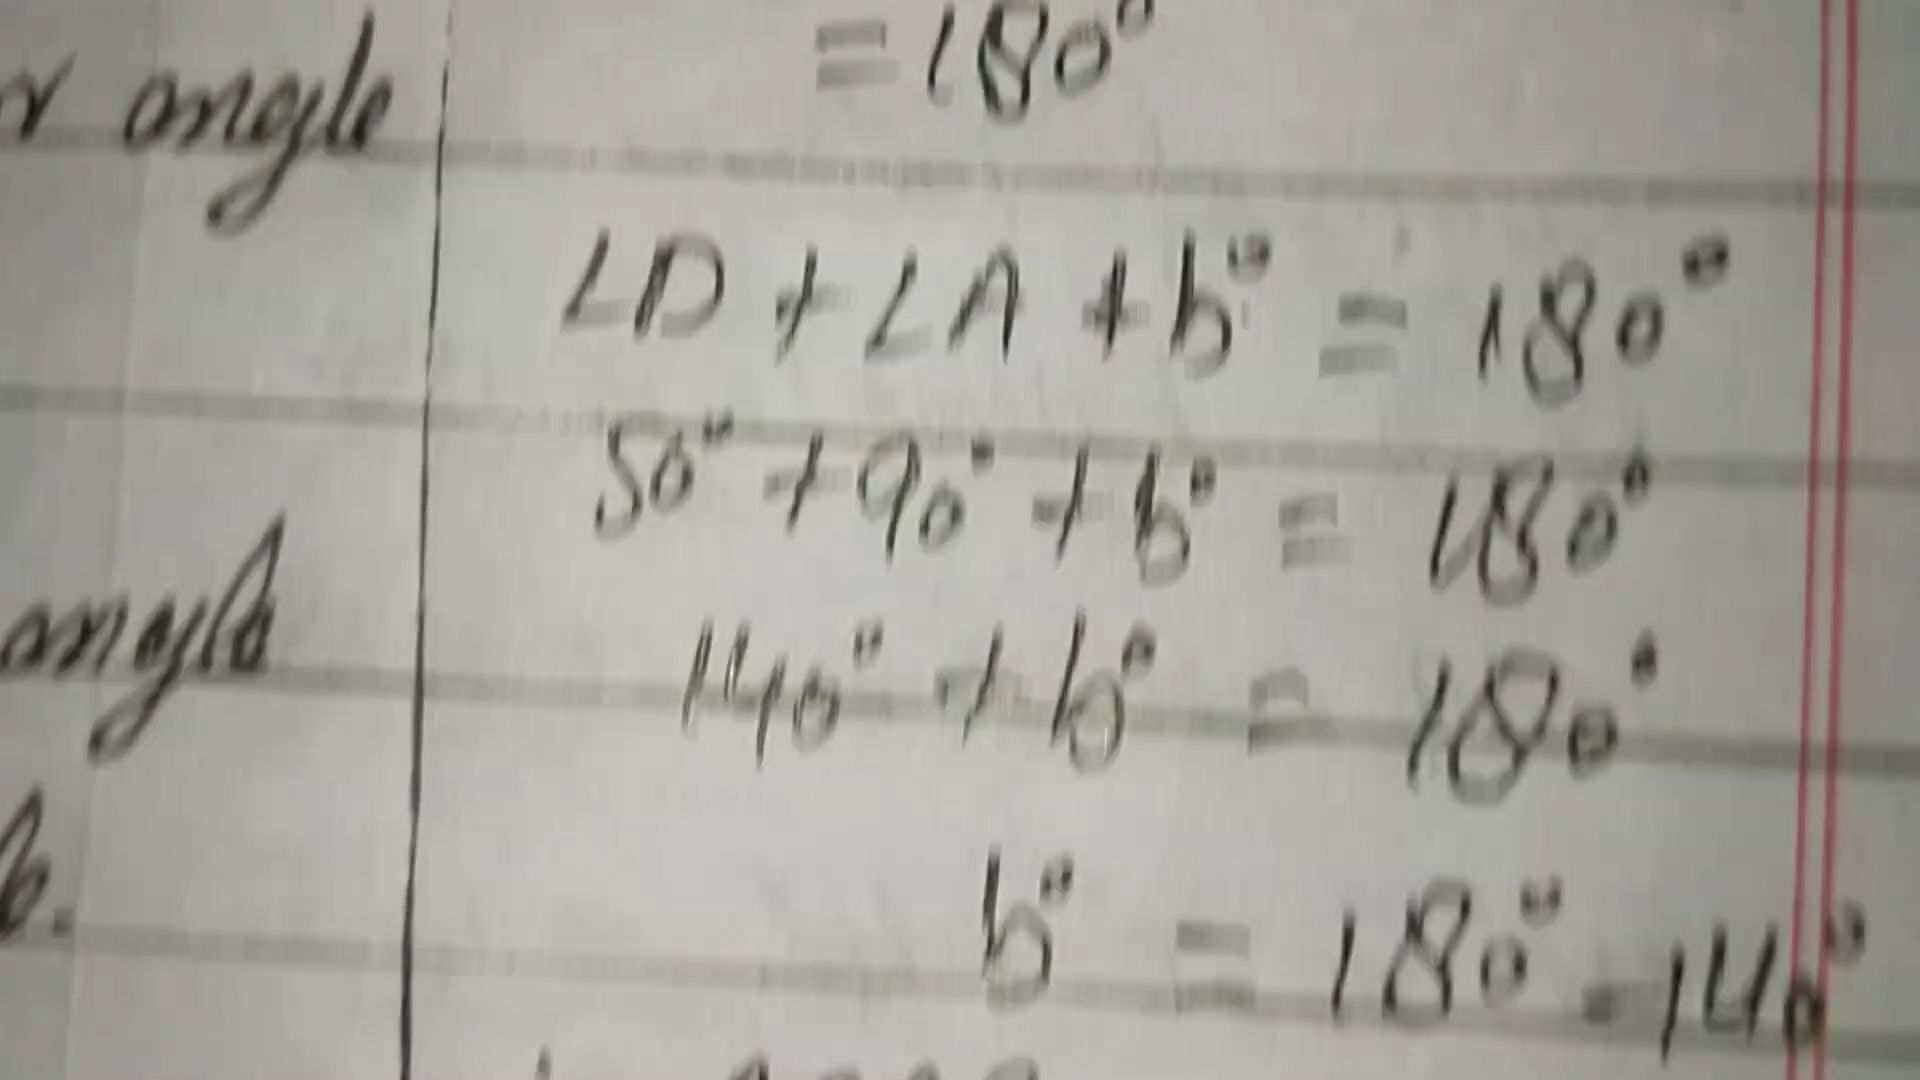 = 180°
angle
∠D + ∠A + b° = 180°
50° + 90° + b° = 180°
angle
140° + b° = 180°
b° = 180° - 140°